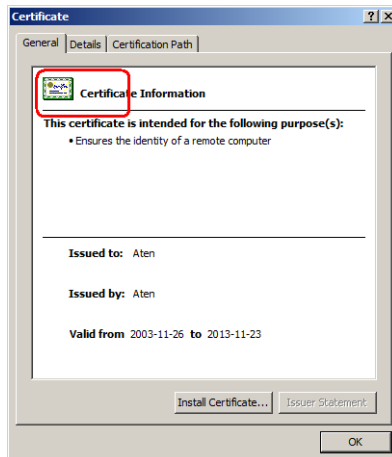 Certificate
General Details Certification Path
Certificate Information
This certificate is intended for the following purpose(s):
• Ensures the identity of a remote computer
Issued to: Aten
Issued by: Aten
Valid from 2003-11-26 to 2013-11-23
Install Certificate... Issuer Statement
OK